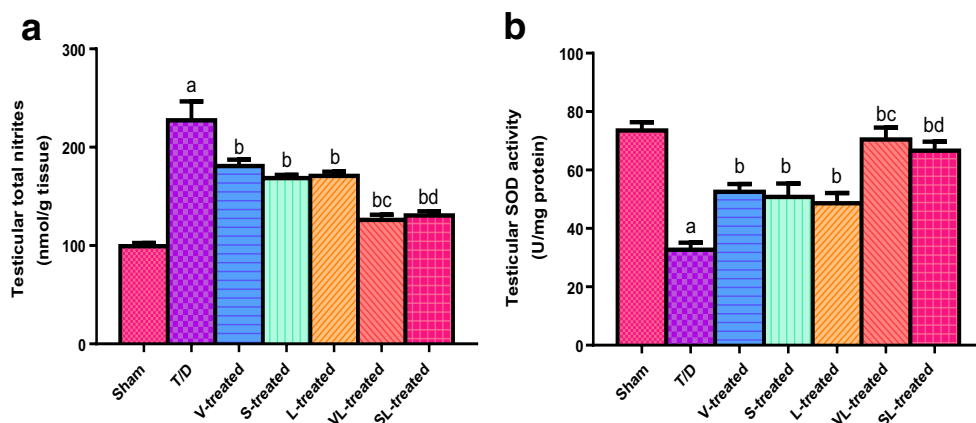 a
Testicular total nitrites
(nmol/g tissue)
300
200
100
0
a
b
b
b
bc
bd
Sham
T/D
V-treated
S-treated
L-treated
VL-treated
SL-treated
b
Testicular SOD activity
(U/mg protein)
100
80
60
40
20
0
a
b
b
b
bc
bd
Sham
T/D
V-treated
S-treated
L-treated
VL-treated
SL-treated